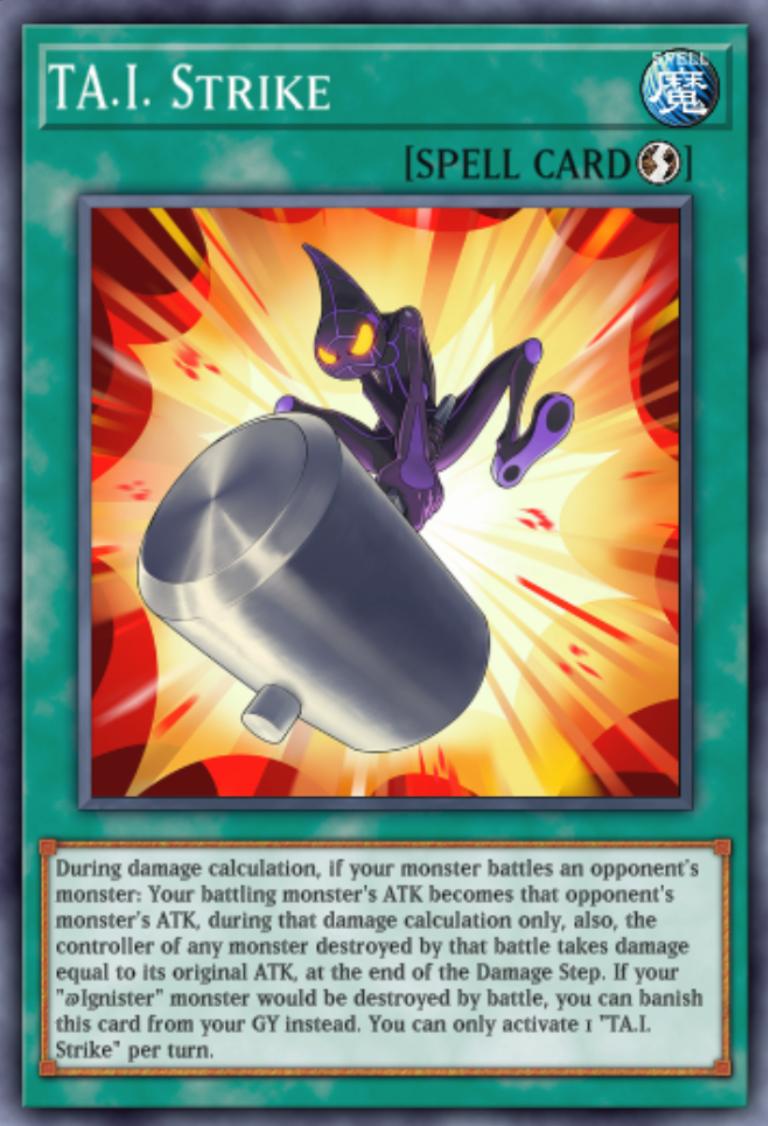 TA.I. STRIKE
SPELL
魔
[SPELL CARD]
During damage calculation, if your monster battles an opponent's
monster: Your battling monster's ATK becomes that opponent's
monster's ATK, during that damage calculation only, also, the
controller of any monster destroyed by that battle takes damage
equal to its original ATK, at the end of the Damage Step. If your
"@Ignister" monster would be destroyed by battle, you can banish
this card from your GY instead. You can only activate 1 "TA.I.
Strike" per turn.